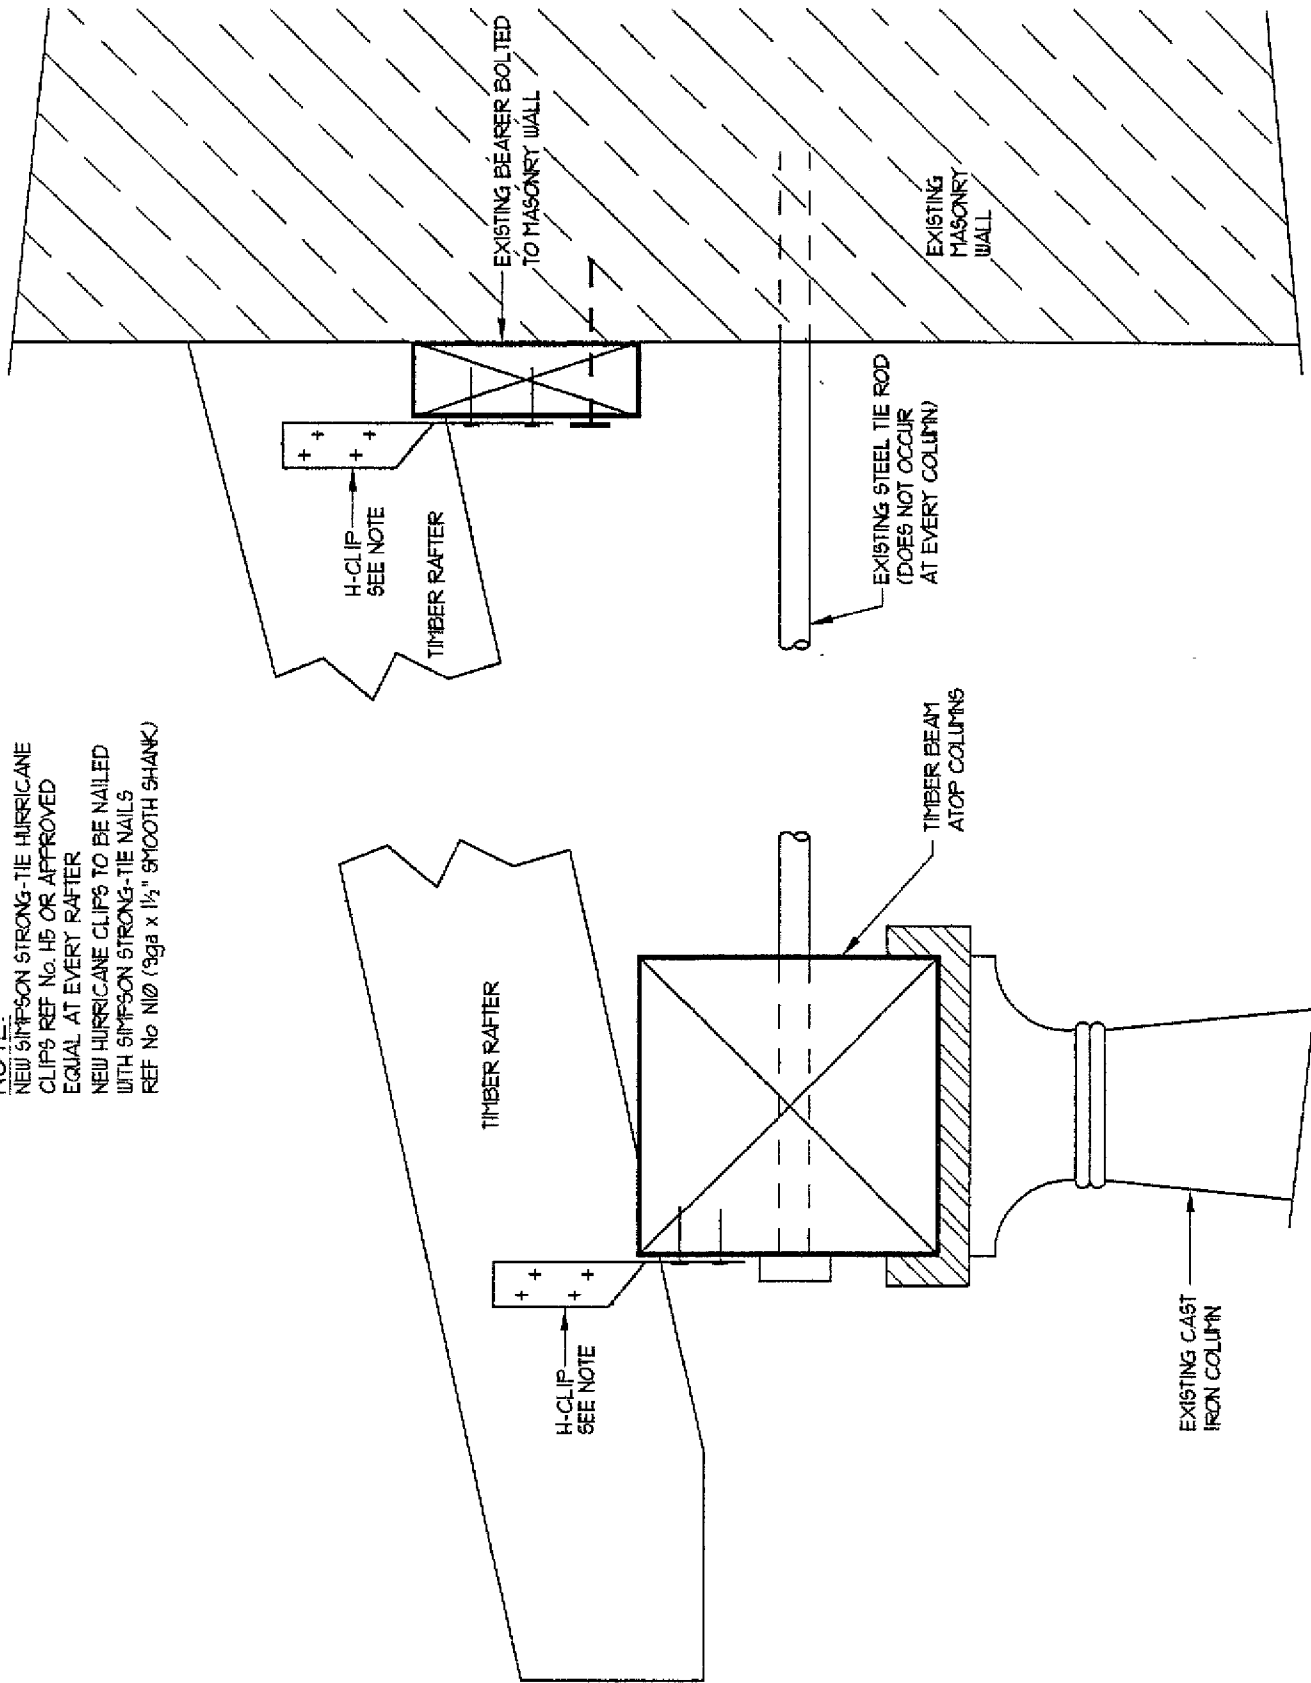 NOTE:
NEW SIMPSON STRONG-TIE HURRICANE
CLIPS REF No. H5 OR APPROVED
EQUAL AT EVERY RAFTER
NEW HURRICANE CLIPS TO BE NAILED
WITH SIMPSON STRONG-TIE NAILS
REF No N10 (9ga x 1½" SMOOTH SHANK)
H-CLIP
SEE NOTE
TIMBER RAFTER
EXISTING BEARER BOLTED
TO MASONRY WALL
EXISTING
MASONRY
WALL
EXISTING STEEL TIE ROD
(DOES NOT OCCUR
AT EVERY COLUMN)
TIMBER RAFTER
H-CLIP
SEE NOTE
TIMBER BEAM
ATOP COLUMNS
EXISTING CAST
IRON COLUMN